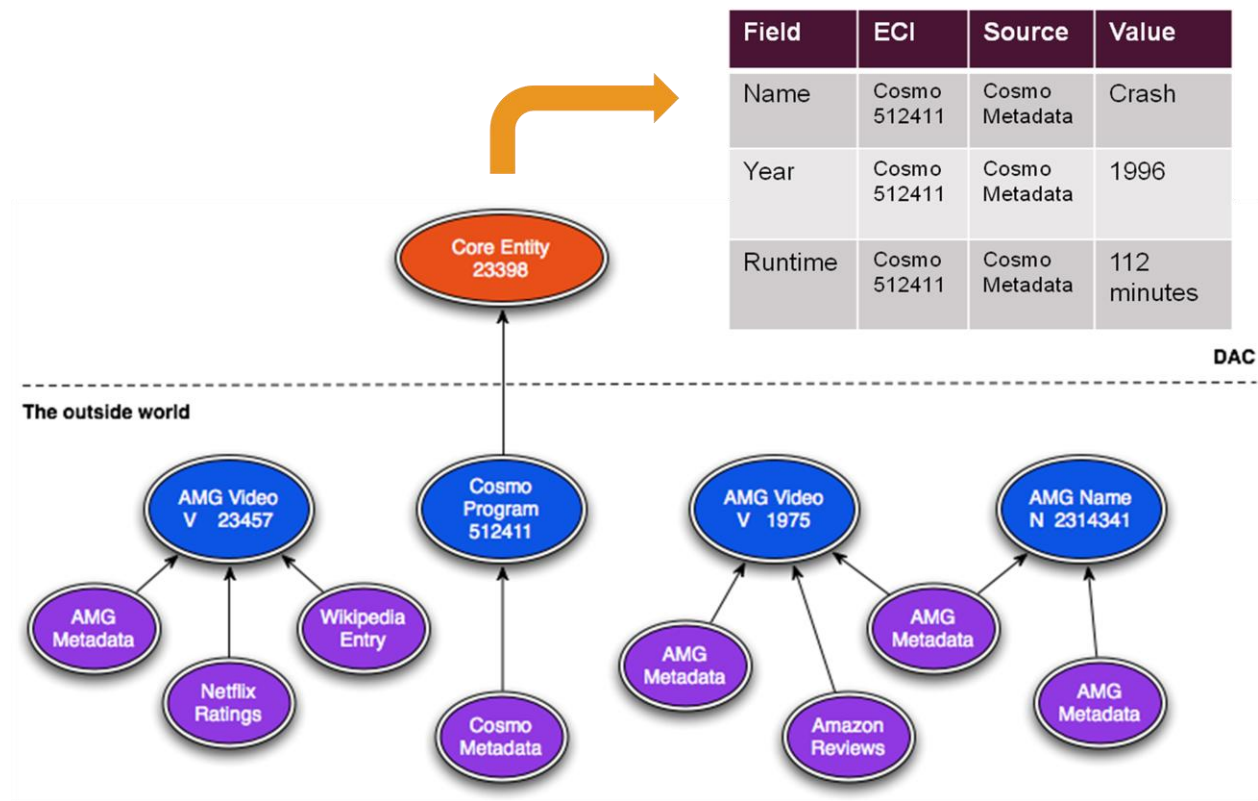 Field ECI Source Value
Name Cosmo 512411 Cosmo Metadata Crash
Year Cosmo 512411 Cosmo Metadata 1996
Runtime Cosmo 512411 Cosmo Metadata 112 minutes
Core Entity
23398
DAC
The outside world
AMG Video
V 23457
Cosmo
Program
512411
AMG Video
V 1975
AMG Name
N 2314341
AMG
Metadata
Netflix
Ratings
Wikipedia
Entry
Cosmo
Metadata
AMG
Metadata
Amazon
Reviews
AMG
Metadata
AMG
Metadata